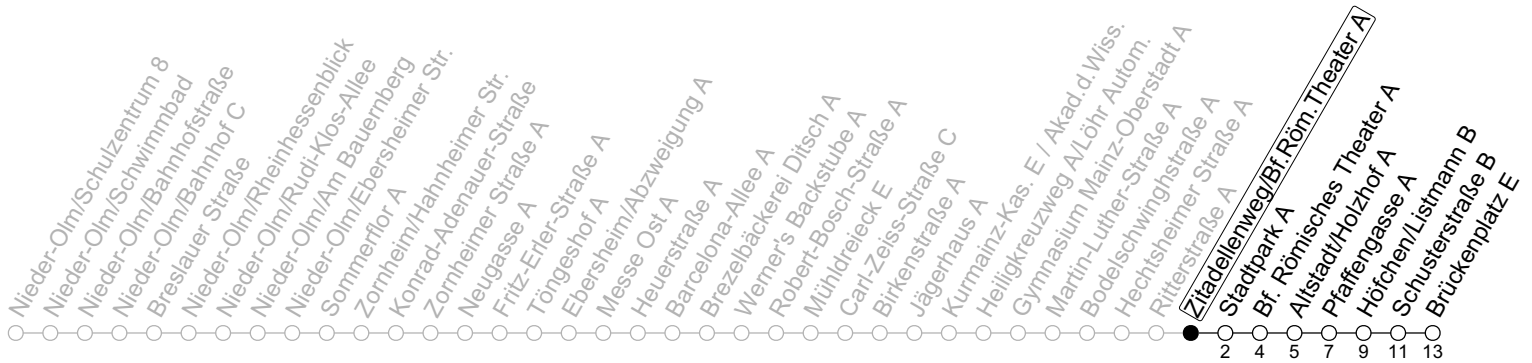 Nieder-Olm/Schulzentrum 8
Nieder-Olm/Schwimmbad
Nieder-Olm/Bahnhofstraße
Nieder-Olm/Bahnhof C
Breslauer Straße
Nieder-Olm/Rheinhessenblick
Nieder-Olm/Rudi-Klos-Allee
Nieder-Olm/Am Bauernberg
Nieder-Olm/Ebersheimer Str.
Sommerflor A
Zornheim/Hahnheimer Str.
Konrad-Adenauer-Straße
Zornheimer Straße A
Neugasse A
Fritz-Erler-Straße A
Töngeshof A
Ebersheim/Abzweigung A
Messe Ost A
Heuerstraße A
Barcelona-Allee A
Brezelbäckerei Ditsch A
Werner's Backstube A
Robert-Bosch-Straße A
Mühldreieck E
Carl-Zeiss-Straße C
Birkenstraße A
Jägerhaus A
Kurmainz-Kas. E / Akad.d.Wiss.
Heiligkreuzweg A/Löhr Autom.
Gymnasium Mainz-Oberstadt A
Martin-Luther-Straße A
Bodelschwinghstraße A
Hechtsheimer Straße A
Ritterstraße A
Zitadellenweg/Bf.Röm.Theater A
Stadtpark A
Bf. Römisches Theater A
Altstadt/Holzhof A
Pfaffengasse A
Höfchen/Listmann B
Schusterstraße B
Brückenplatz E
2 4 5 7 9 11 13